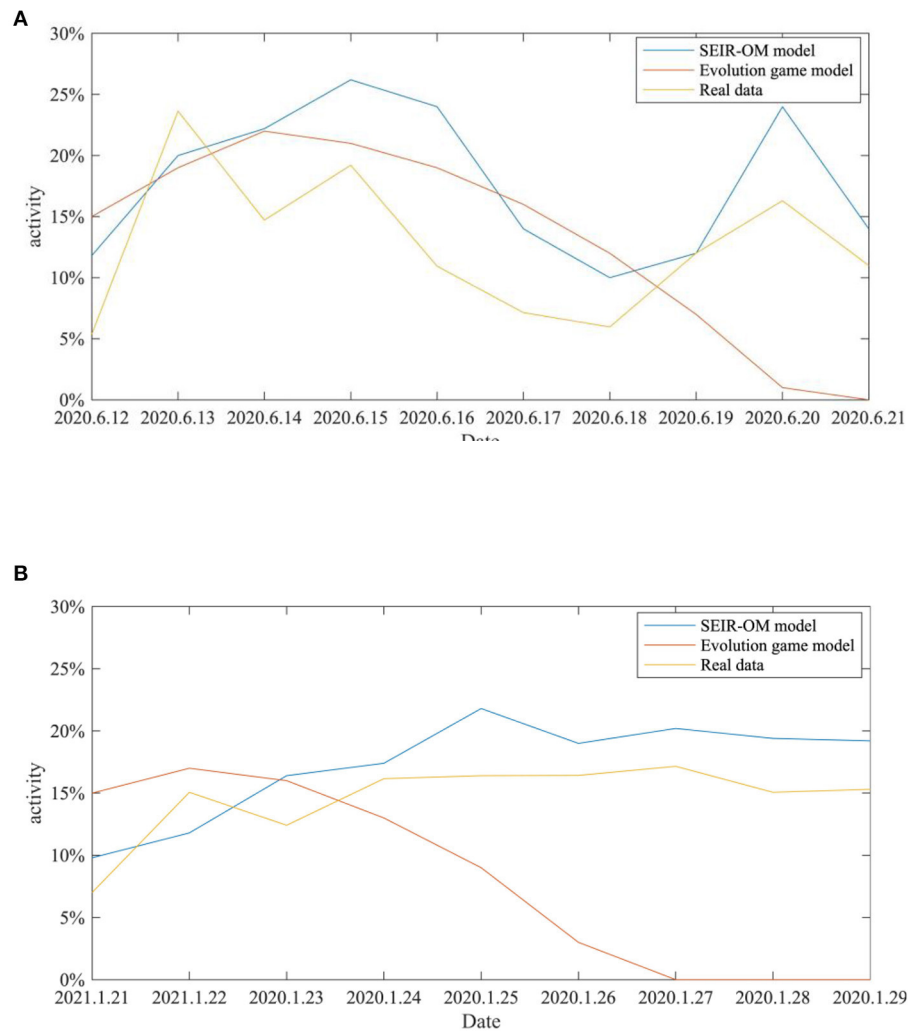 A
30%
25%
20%
15%
10%
5%
0%
activity
SEIR-OM model
Evolution game model
Real data
2020.6.12 2020.6.13 2020.6.14 2020.6.15 2020.6.16 2020.6.17 2020.6.18 2020.6.19 2020.6.20 2020.6.21
Date
B
30%
25%
20%
15%
10%
5%
0%
activity
SEIR-OM model
Evolution game model
Real data
2021.1.21 2021.1.22 2020.1.23 2020.1.24 2020.1.25 2020.1.26 2020.1.27 2020.1.28 2020.1.29
Date